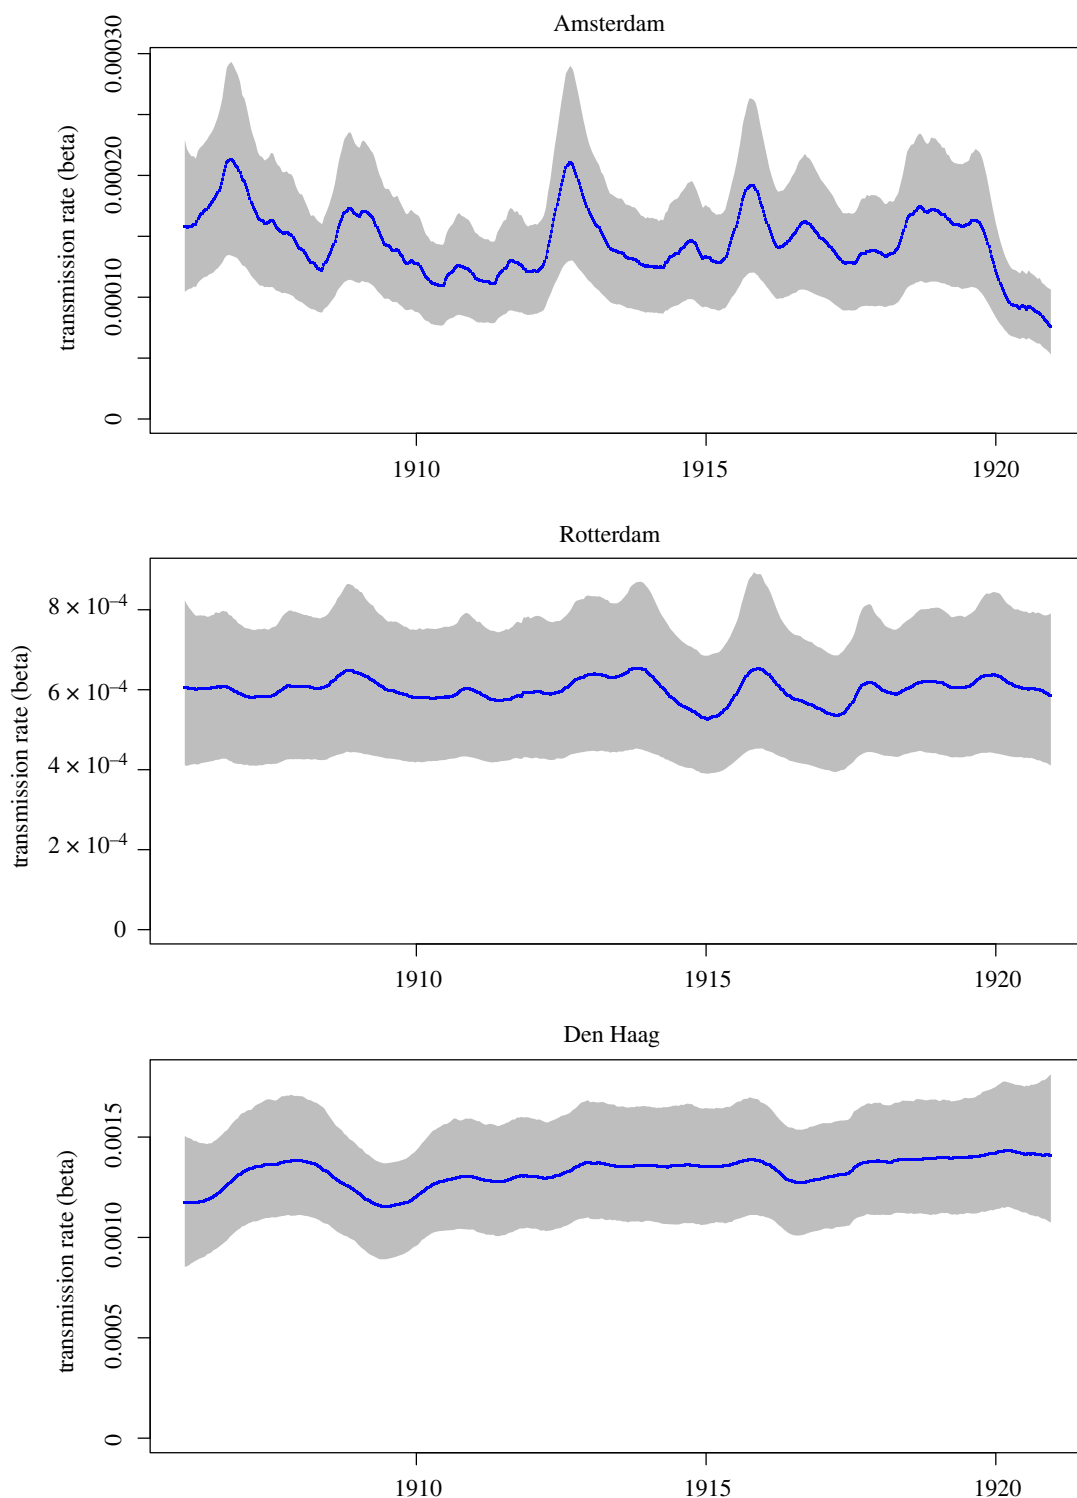 Amsterdam
transmission rate (beta)
0.00030
0.00020
0.00010
0
1910 1915 1920
Rotterdam
transmission rate (beta)
8 × 10⁻⁴
6 × 10⁻⁴
4 × 10⁻⁴
2 × 10⁻⁴
0
1910 1915 1920
Den Haag
transmission rate (beta)
0.0015
0.0010
0.0005
0
1910 1915 1920